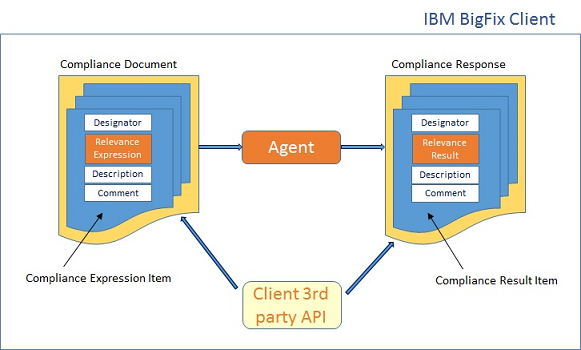 IBM BigFix Client
Compliance Document
Compliance Response
Designator
Relevance
Expression
Description
Comment
Agent
Designator
Relevance
Result
Description
Comment
Compliance Expression Item
Client 3rd
party API
Compliance Result Item